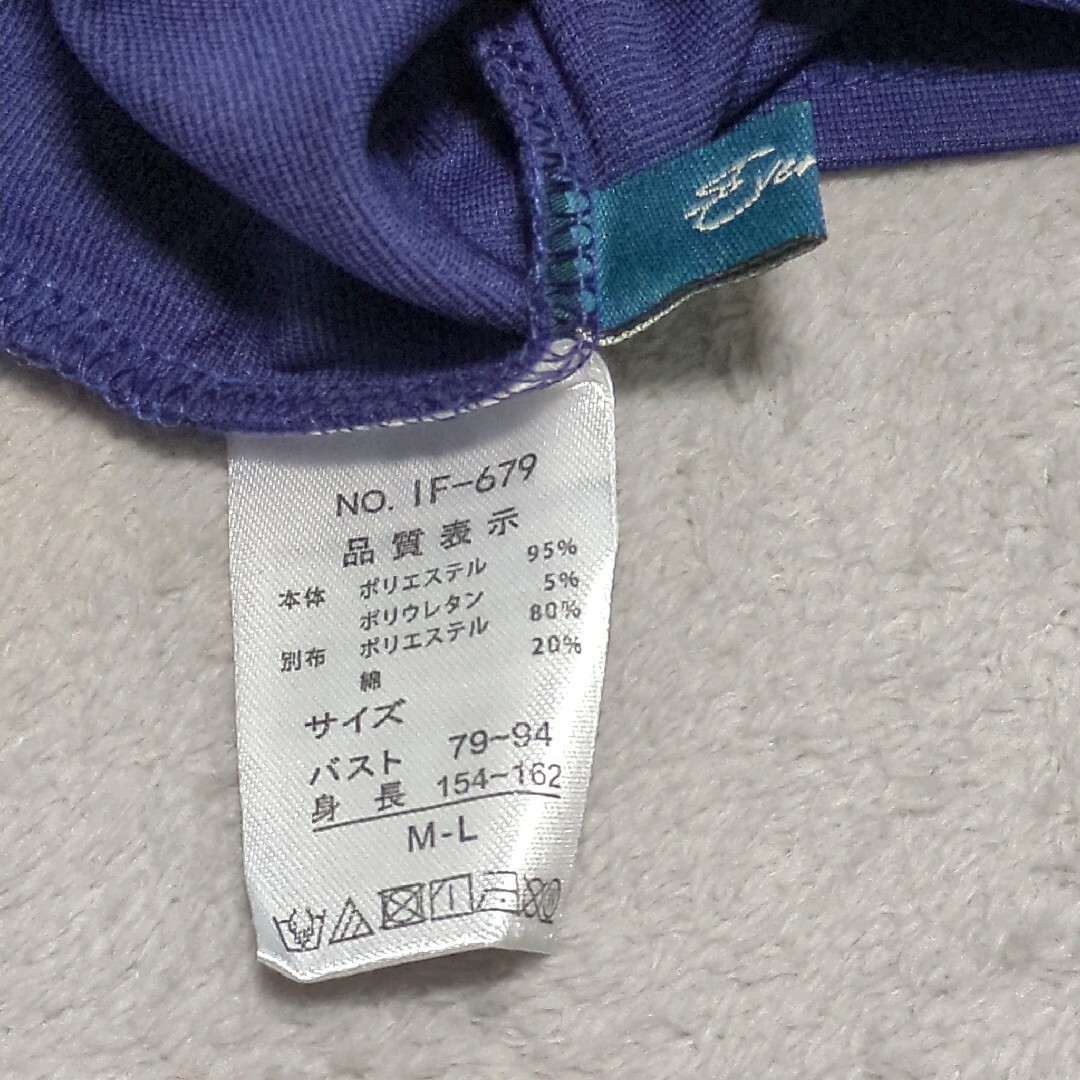 NO. IF-679
品質表示
本体 ポリエステル 95%
ポリウレタン 5%
別布 ポリエステル 80%
綿 20%
サイズ
バスト 79~94
身長 154~162
M-L